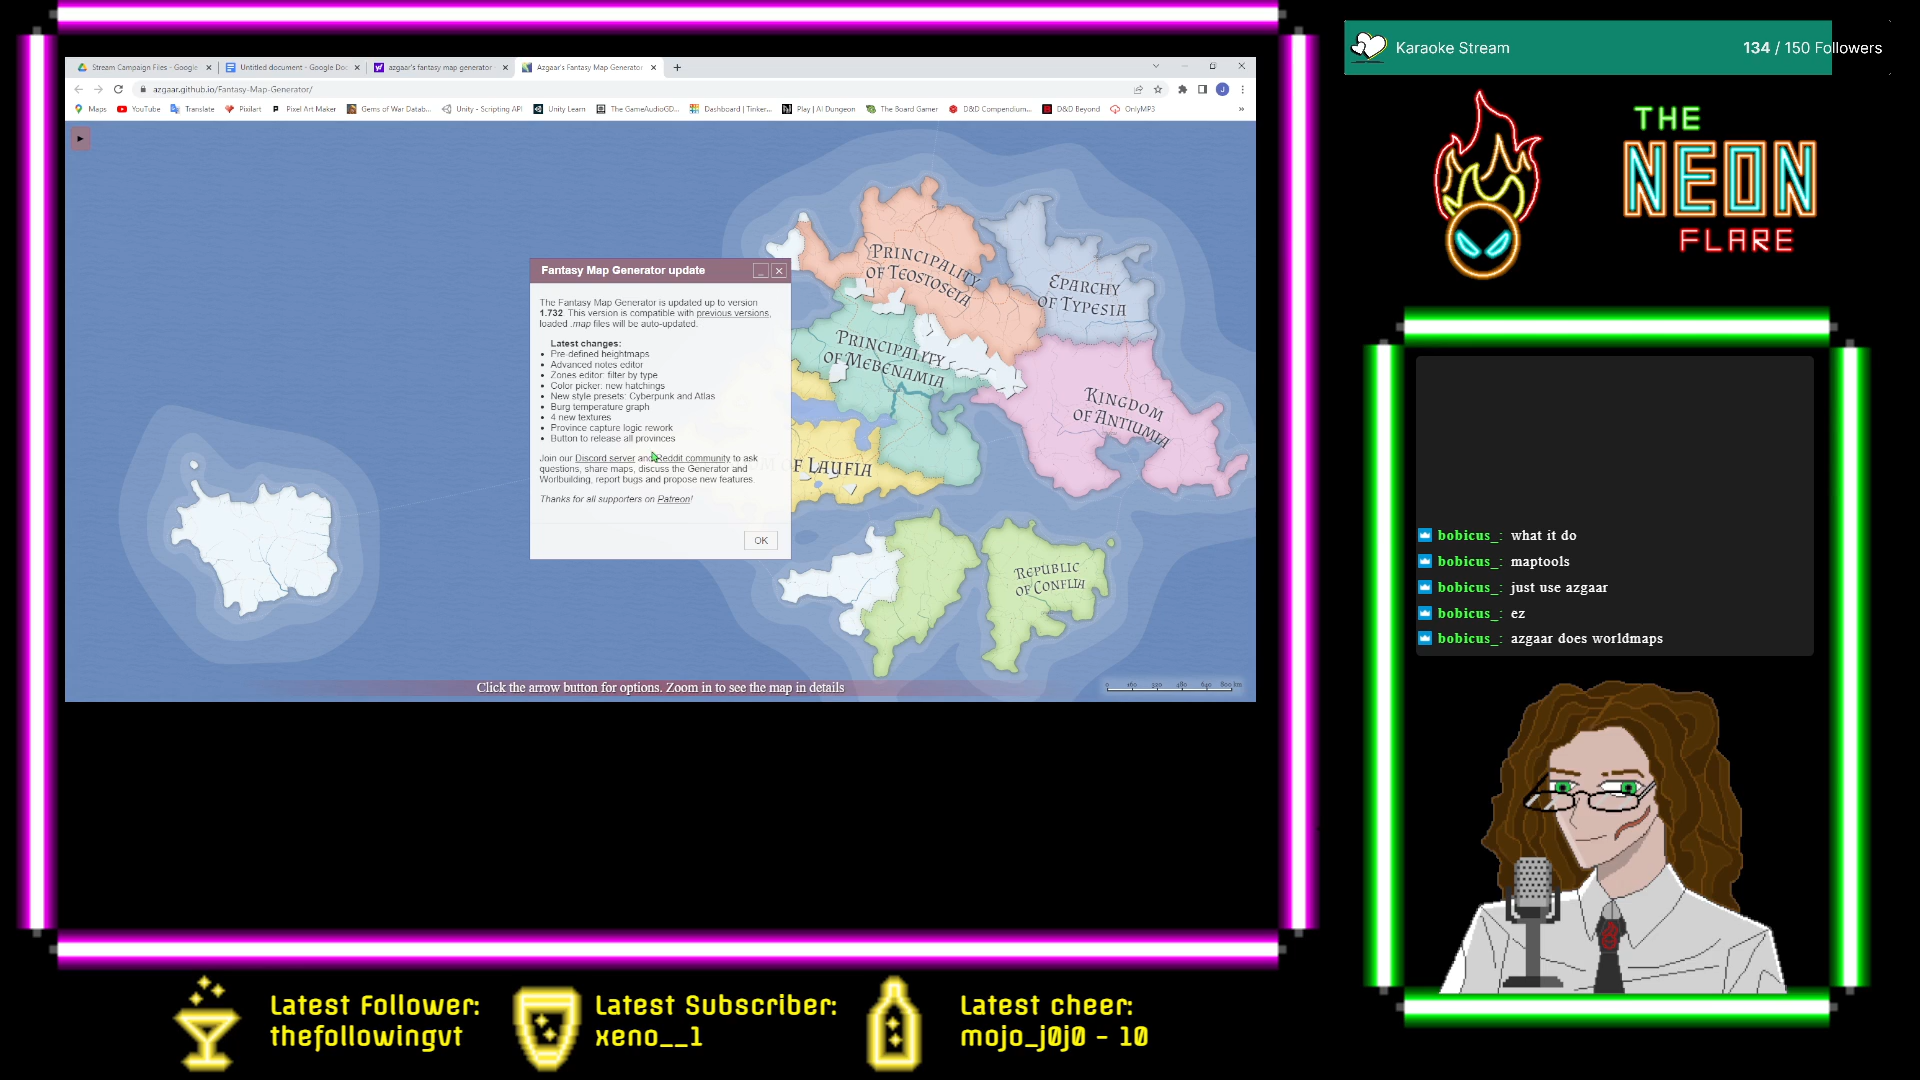 Stream Campaign Files - Google
Untitled document - Google Doc
azgaar's fantasy map generator
Azgaar's Fantasy Map Generator
azgaar.github.io/Fantasy-Map-Generator/
J
Maps
YouTube
Translate
Pixilart
Pixel Art Maker
Gems of War Datab...
Unity - Scripting API
Unity Learn
The GameAudioGD...
Dashboard | Tinker...
Play | AI Dungeon
The Board Gamer
D&D Compendium...
D&D Beyond
OnlyMP3
Principality
of Teostoseia
Eparchy
of Typesia
Principality
of Mebenamia
Kingdom
of Antiumia
of Laufia
Republic
of Conflia
Fantasy Map Generator update
The Fantasy Map Generator is updated up to version
1.732. This version is compatible with previous versions,
loaded .map files will be auto-updated.
Latest changes:
Pre-defined heightmaps
Advanced notes editor
Zones editor: filter by type
Color picker: new hatchings
New style presets: Cyberpunk and Atlas
Burg temperature graph
4 new textures
Province capture logic rework
Button to release all provinces
Join our Discord server and Reddit community to ask
questions, share maps, discuss the Generator and
Worlbuilding, report bugs and propose new features.
Thanks for all supporters on Patreon!
OK
Click the arrow button for options. Zoom in to see the map in details
0 160 320 480 640 800 km
Karaoke Stream
134 / 150 Followers
THE
NEON
FLARE
bobicus_: what it do
bobicus_: maptools
bobicus_: just use azgaar
bobicus_: ez
bobicus_: azgaar does worldmaps
Latest Follower:
thefollowingvt
Latest Subscriber:
xeno__1
Latest cheer:
mojo_j0j0 - 10